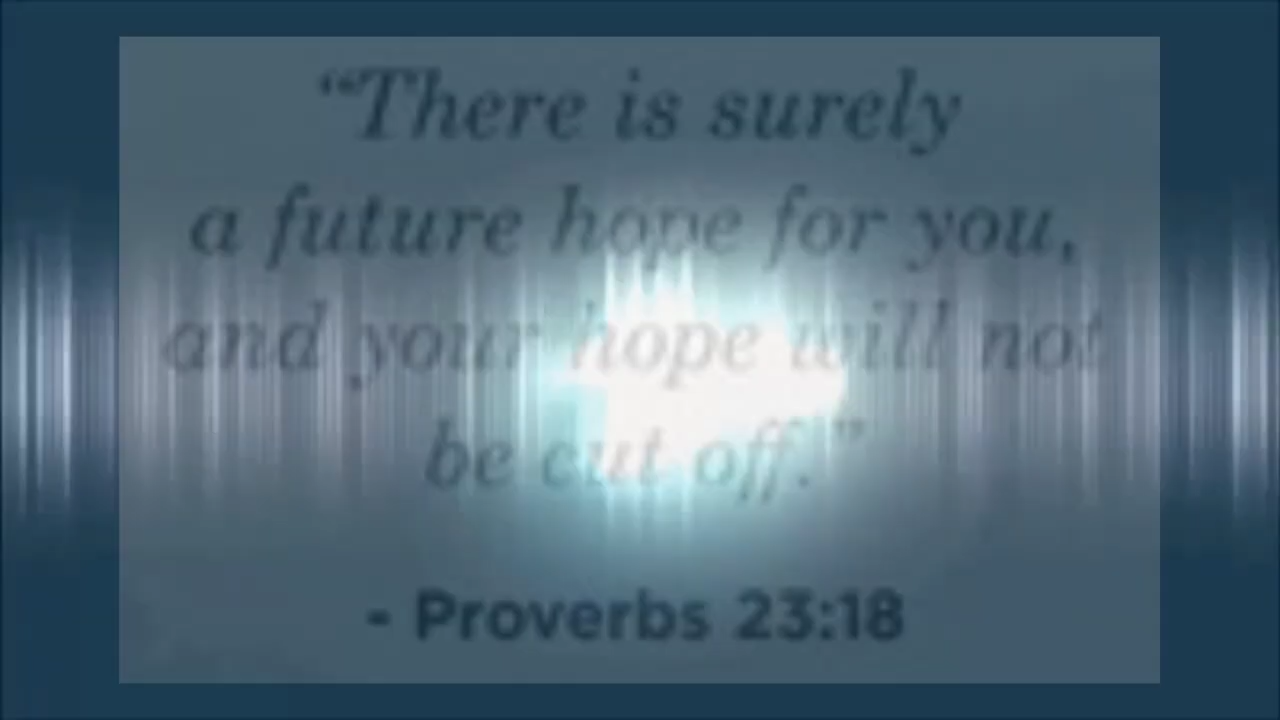 “There is surely
a future hope for you,
and your hope will not
be cut off.”
- Proverbs 23:18